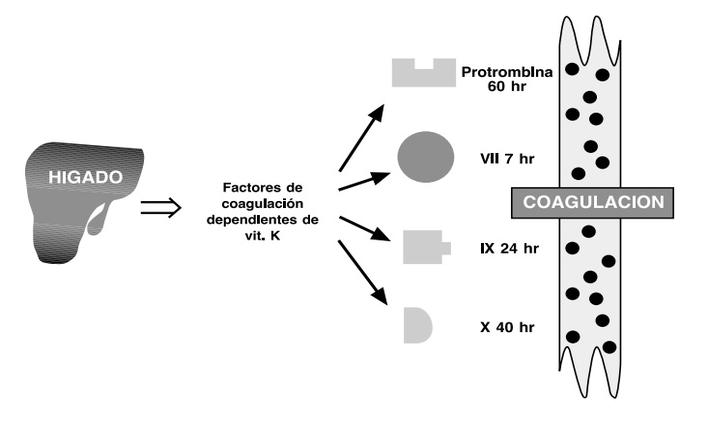 HIGADO
Factores de
coagulación
dependientes de
vit. K
Protrombina
60 hr
VII 7 hr
COAGULACION
IX 24 hr
X 40 hr